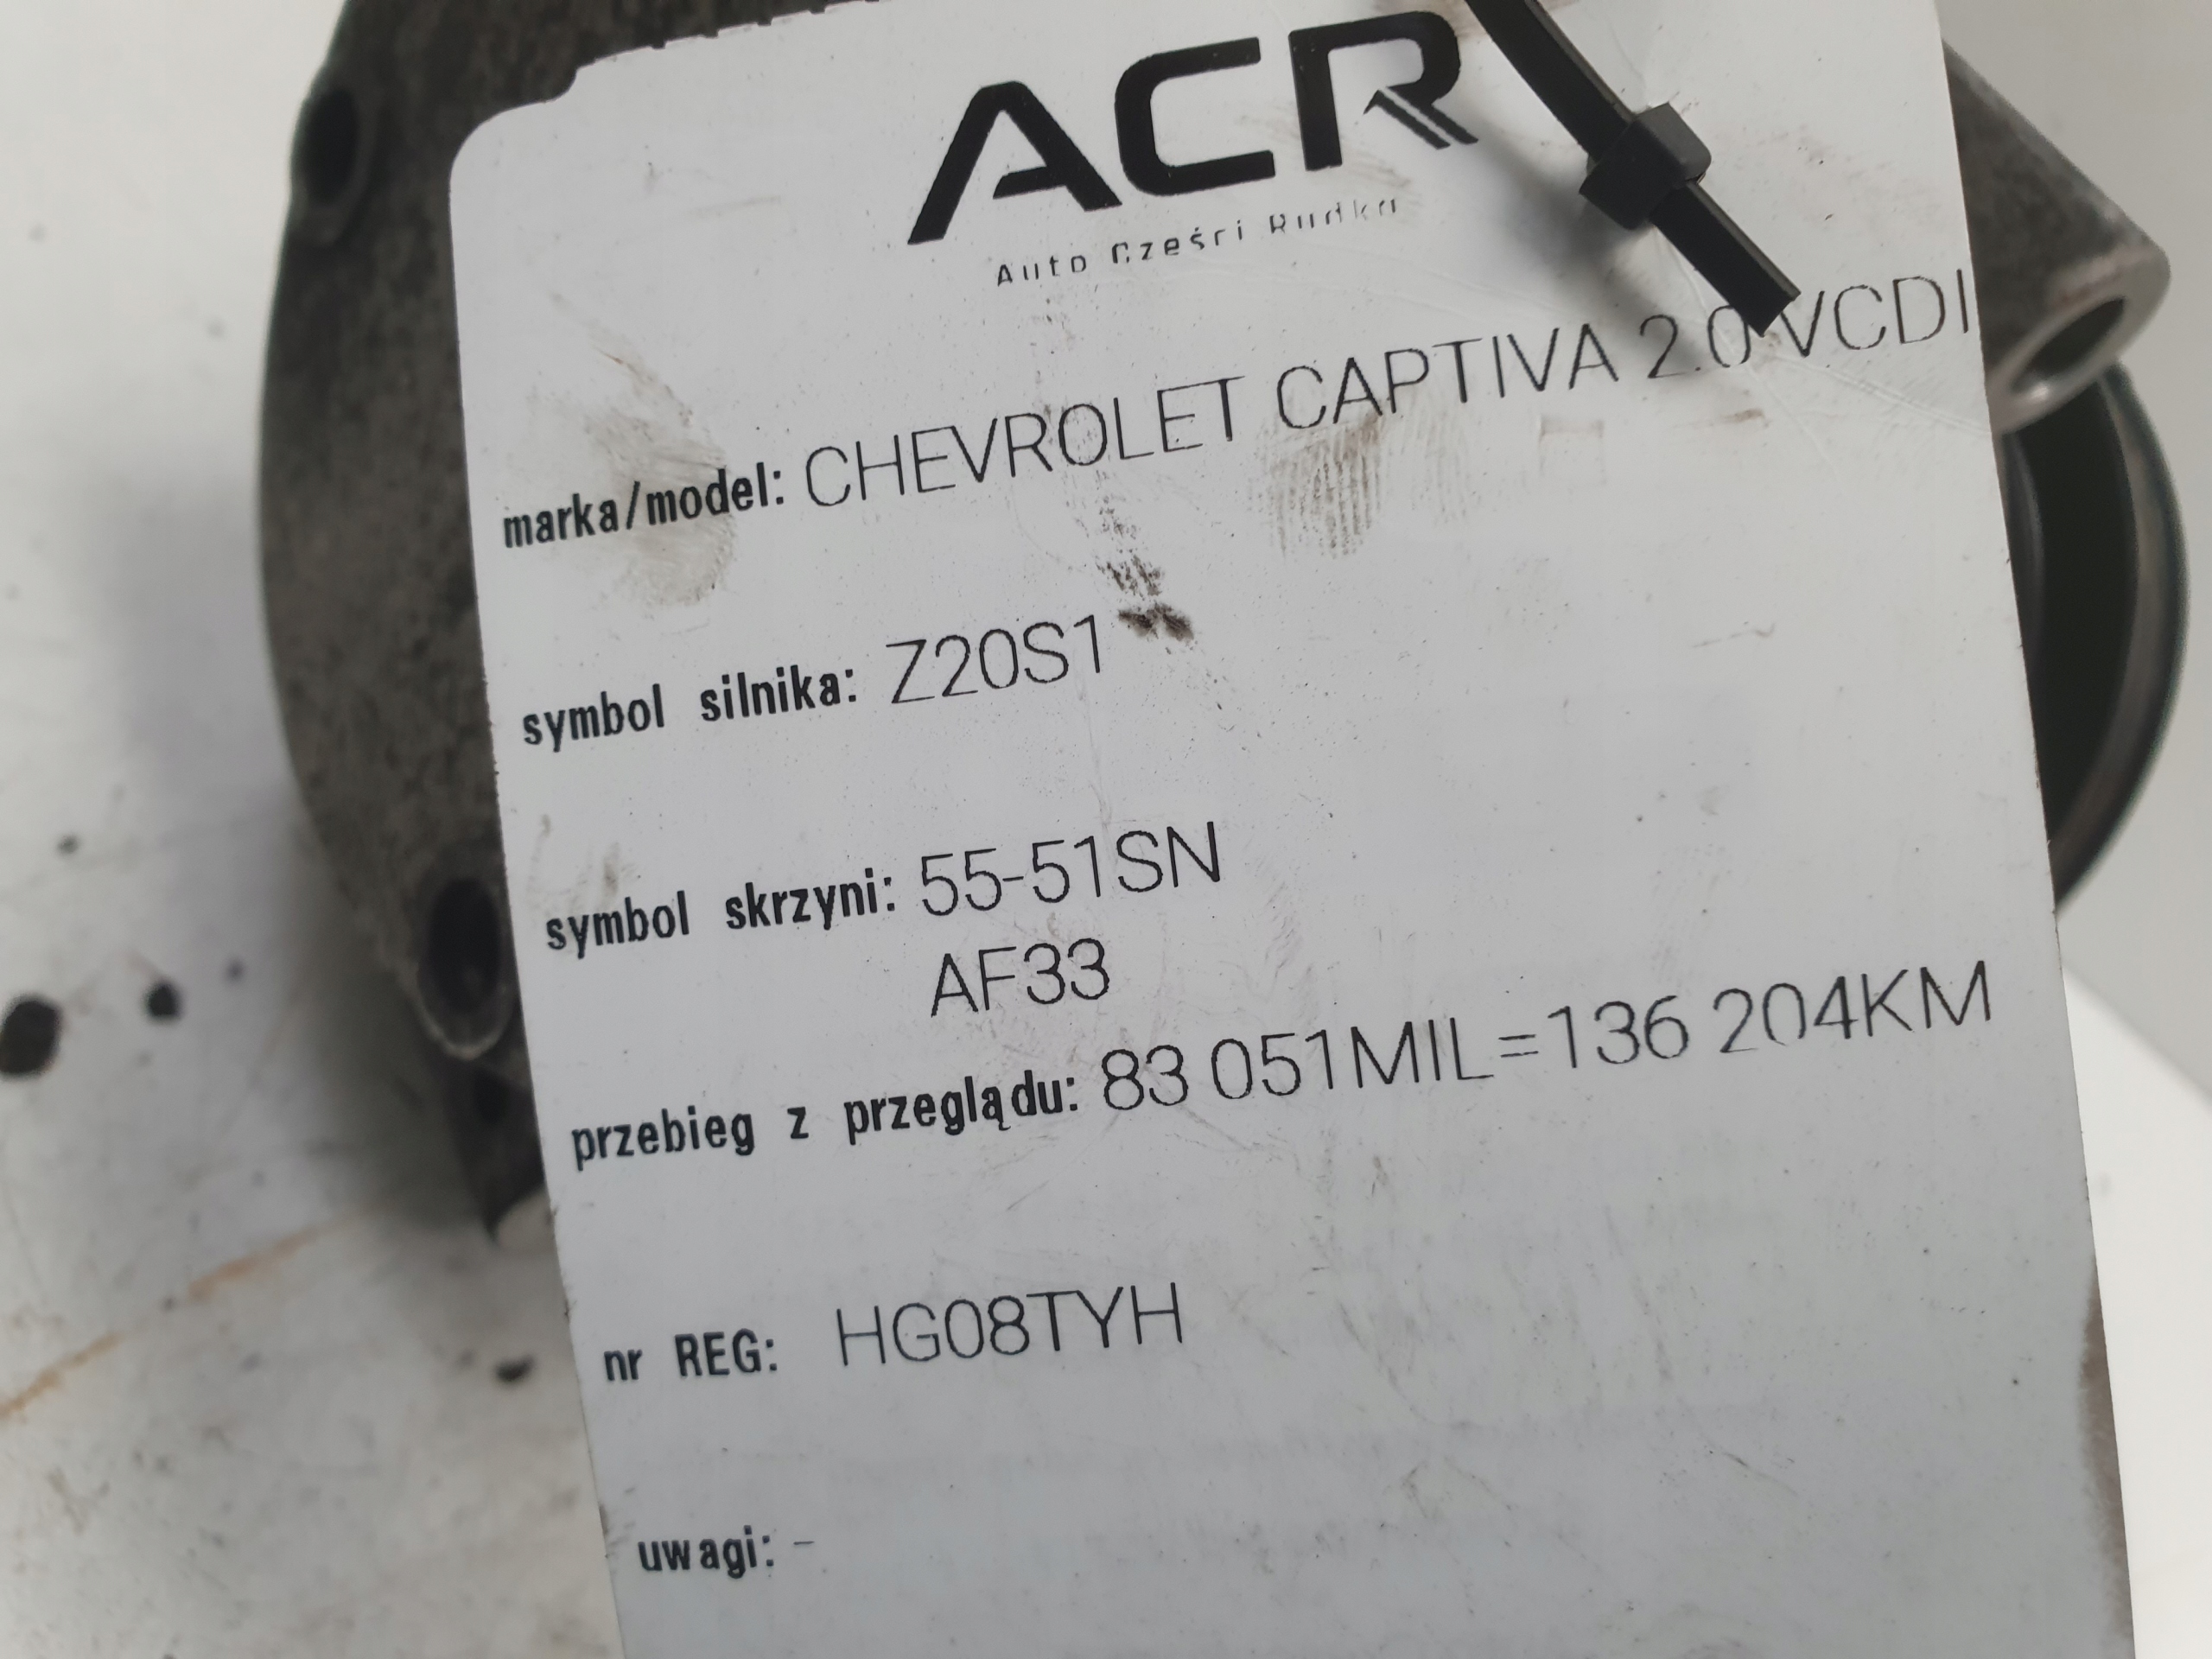 ACR
Auto Części Rudka
marka/model: CHEVROLET CAPTIVA 2.0 VCDI
symbol silnika: Z20S1
symbol skrzyni: 55-51SN
AF33
przebieg z przeglądu: 83 051MIL=136 204KM
nr REG: HG08TYH
uwagi: -